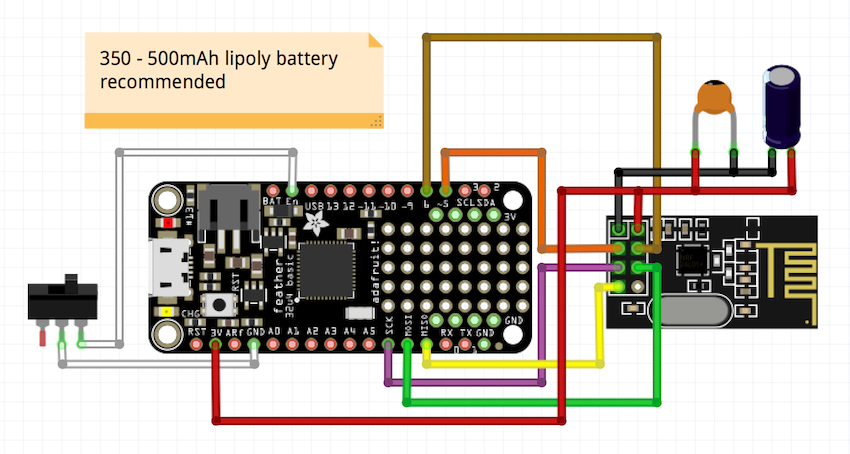 350 - 500mAh lipoly battery
recommended
BAT En USB 13 12 -11 -10 -9 6 -5 SCL SDA 3 2
3V
#13
RST
feather
32u4 basic
adafruit!
CHG
SCK MOSI MISO
GND
RST 3V ARf GND A0 A1 A2 A3 A4 A5 RX TX GND
0 1